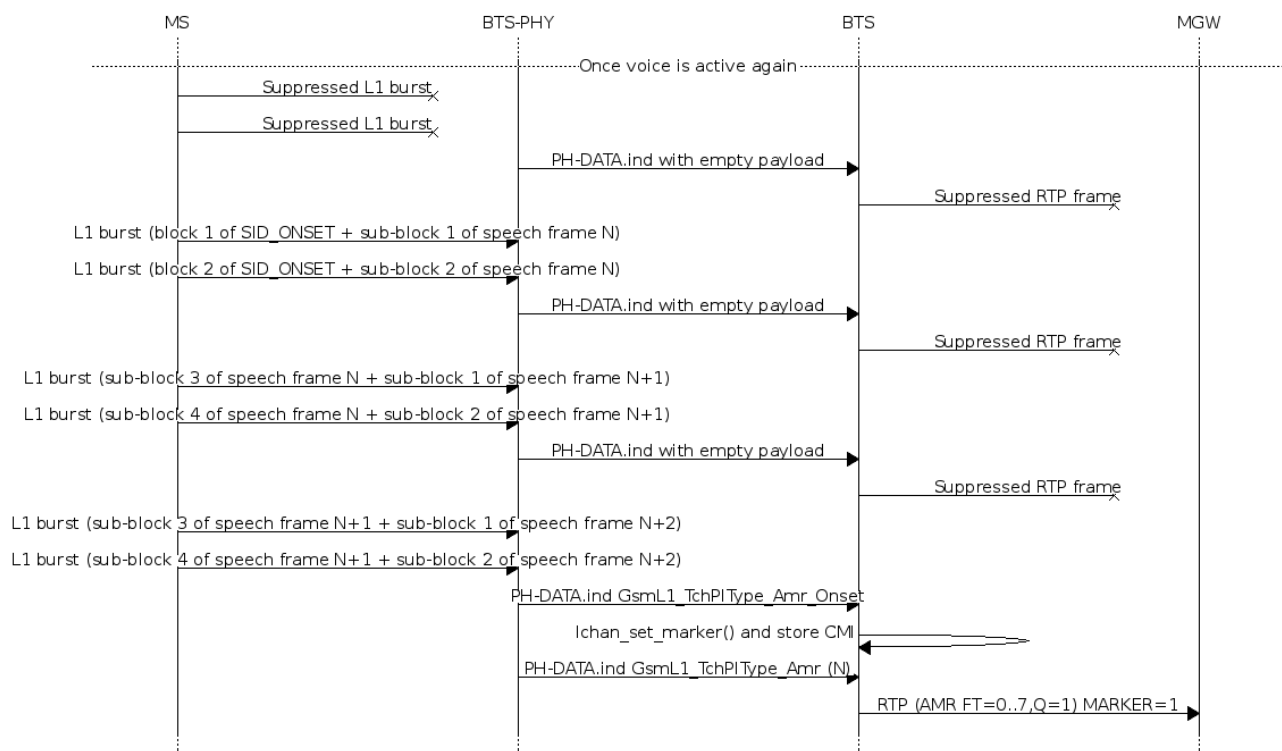 MS BTS-PHY BTS MGW
Once voice is active again
Suppressed L1 burst
Suppressed L1 burst
PH-DATA.ind with empty payload
Suppressed RTP frame
L1 burst (block 1 of SID_ONSET + sub-block 1 of speech frame N)
L1 burst (block 2 of SID_ONSET + sub-block 2 of speech frame N)
PH-DATA.ind with empty payload
Suppressed RTP frame
L1 burst (sub-block 3 of speech frame N + sub-block 1 of speech frame N+1)
L1 burst (sub-block 4 of speech frame N + sub-block 2 of speech frame N+1)
PH-DATA.ind with empty payload
Suppressed RTP frame
L1 burst (sub-block 3 of speech frame N+1 + sub-block 1 of speech frame N+2)
L1 burst (sub-block 4 of speech frame N+1 + sub-block 2 of speech frame N+2)
PH-DATA.ind GsmL1_TchPlType_Amr_Onset
lchan_set_marker() and store CMI
PH-DATA.ind GsmL1_TchPlType_Amr (N)
RTP (AMR FT=0..7,Q=1) MARKER=1